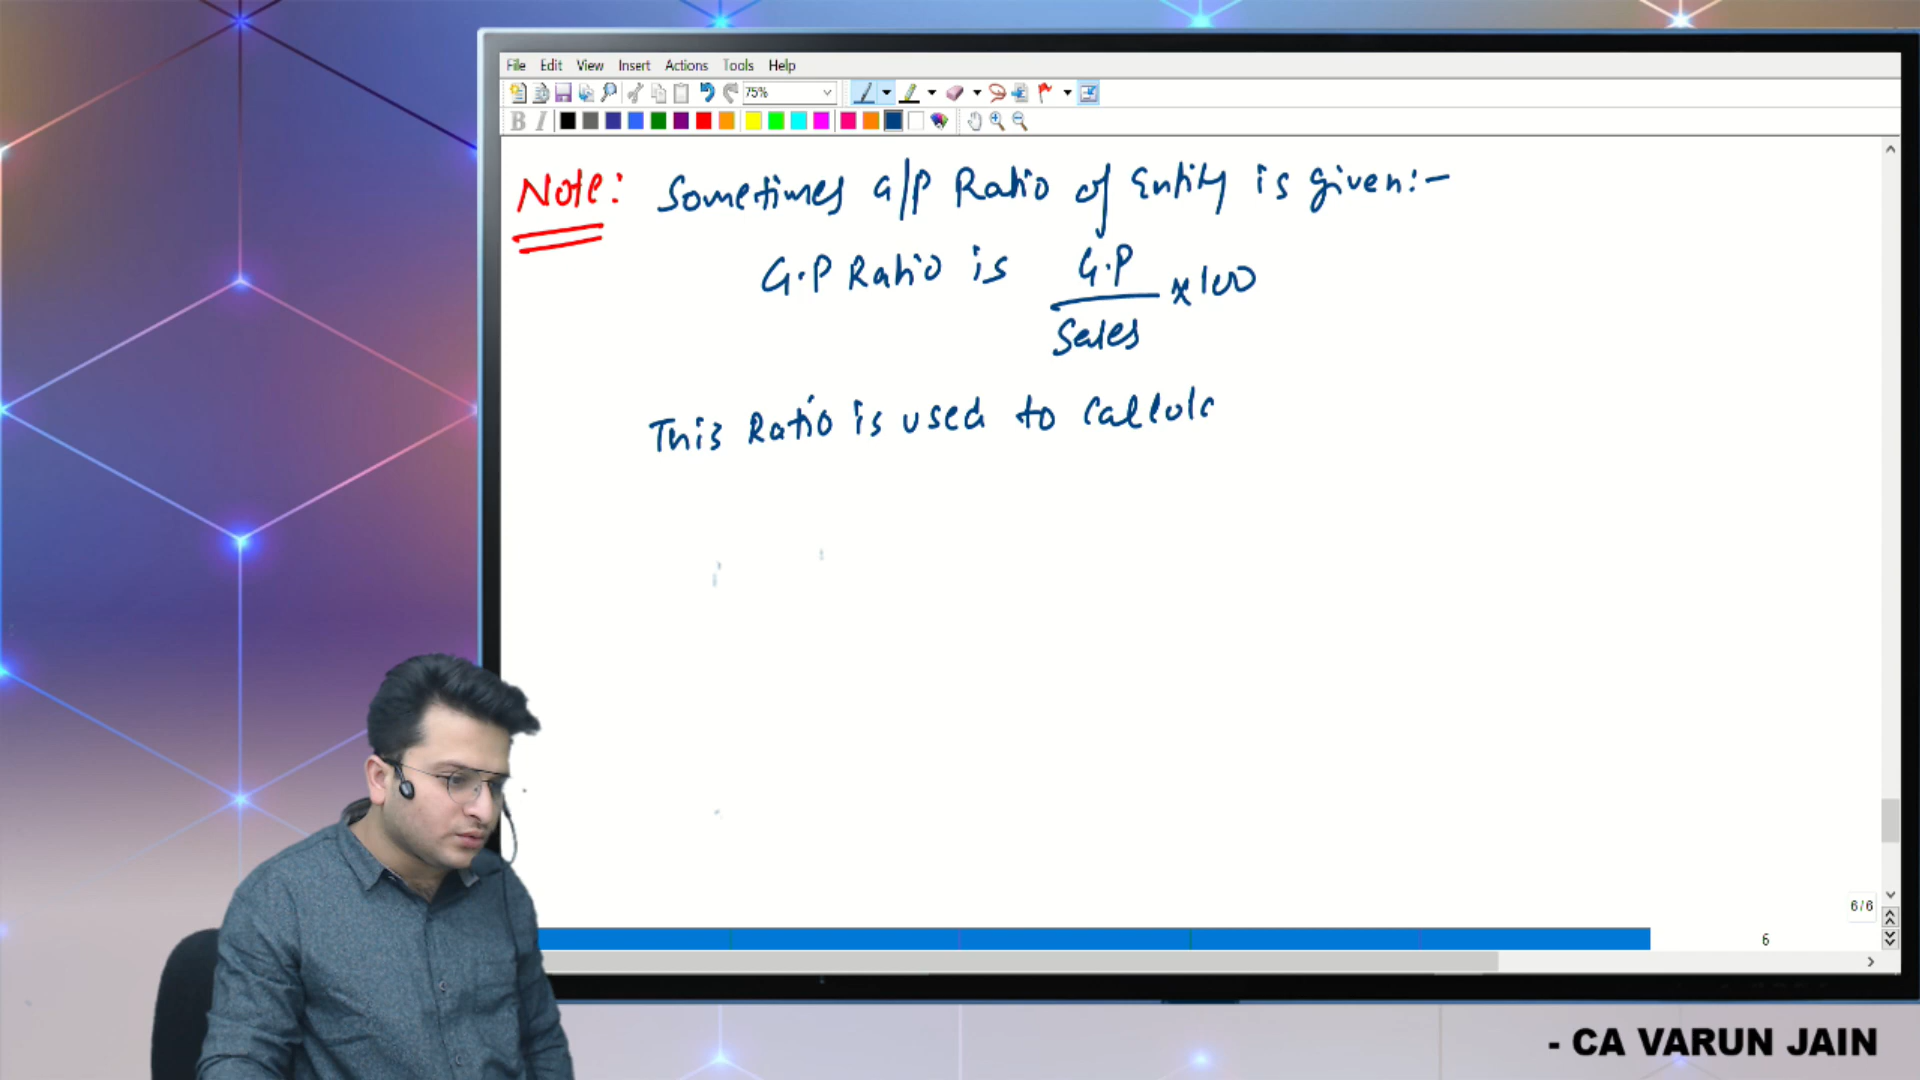 File Edit View Insert Actions Tools Help
75%
B I
Note: Sometimes G/P Ratio of Entity is given:-
G.P Ratio is G.P
Sales
x100
This Ratio is used to Calculc
6/6
6
- CA VARUN JAIN